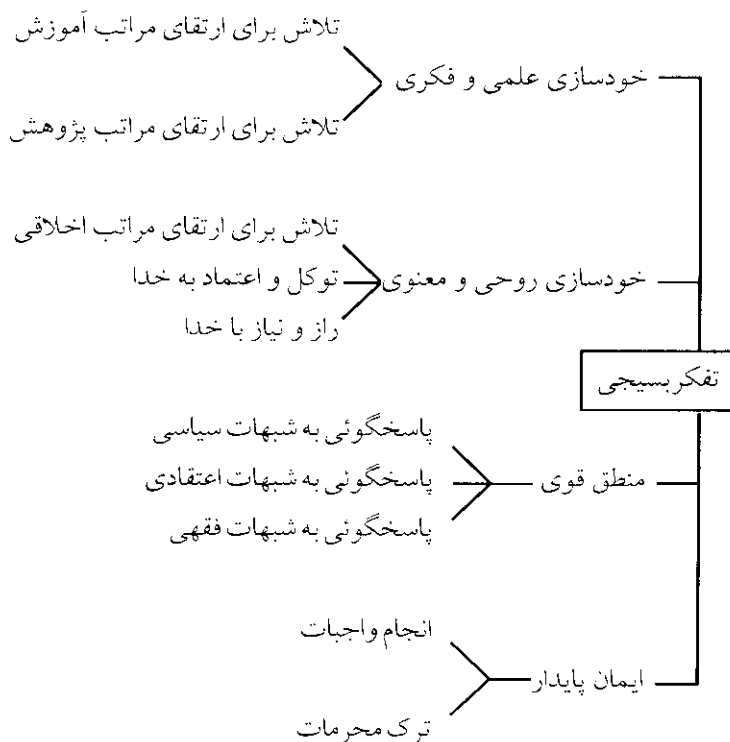 تلاش برای ارتقای مراتب آموزش
خودسازی علمی و فکری
تلاش برای ارتقای مراتب پژوهش
تلاش برای ارتقای مراتب اخلاقی
خودسازی روحی و معنوی
توکل و اعتماد به خدا
راز و نیاز با خدا
تفکربسیجی
پاسخگوئی به شبهات سیاسی
منطق قوی
پاسخگوئی به شبهات اعتقادی
پاسخگوئی به شبهات فقهی
انجام واجبات
ایمان پایدار
ترک محرمات